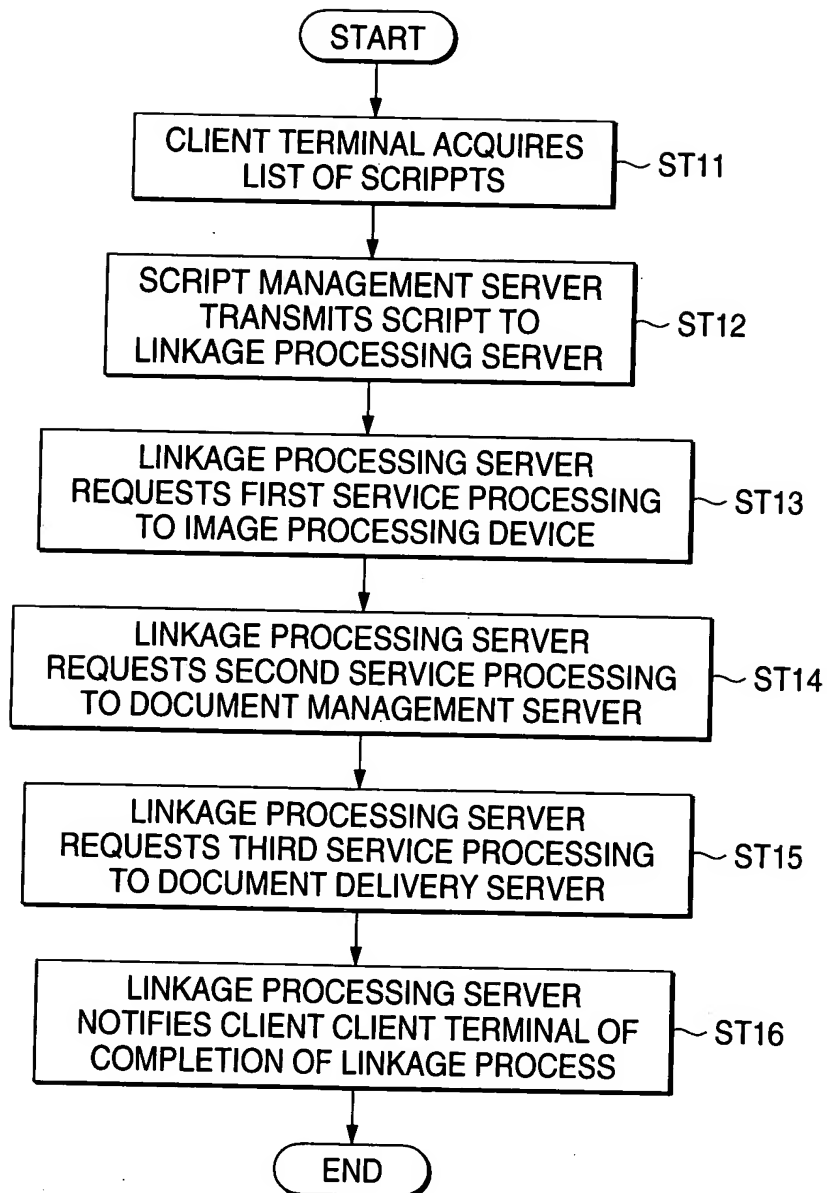 START
CLIENT TERMINAL ACQUIRES
LIST OF SCRIPPTS
ST11
SCRIPT MANAGEMENT SERVER
TRANSMITS SCRIPT TO
LINKAGE PROCESSING SERVER
ST12
LINKAGE PROCESSING SERVER
REQUESTS FIRST SERVICE PROCESSING
TO IMAGE PROCESSING DEVICE
ST13
LINKAGE PROCESSING SERVER
REQUESTS SECOND SERVICE PROCESSING
TO DOCUMENT MANAGEMENT SERVER
ST14
LINKAGE PROCESSING SERVER
REQUESTS THIRD SERVICE PROCESSING
TO DOCUMENT DELIVERY SERVER
ST15
LINKAGE PROCESSING SERVER
NOTIFIES CLIENT CLIENT TERMINAL OF
COMPLETION OF LINKAGE PROCESS
ST16
END